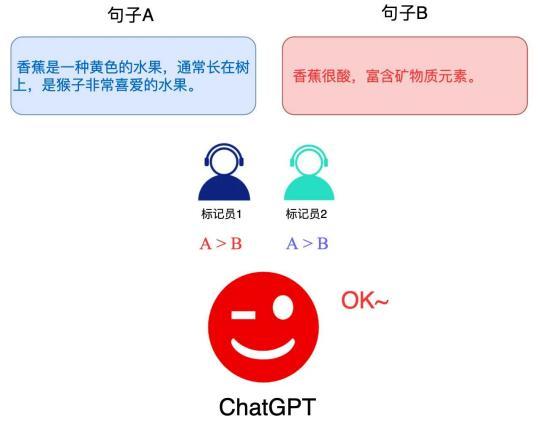 句子A
句子B
香蕉是一种黄色的水果，通常长在树
上，是猴子非常喜爱的水果。
香蕉很酸，富含矿物质元素。
标记员1
标记员2
A > B
A > B
OK~
ChatGPT